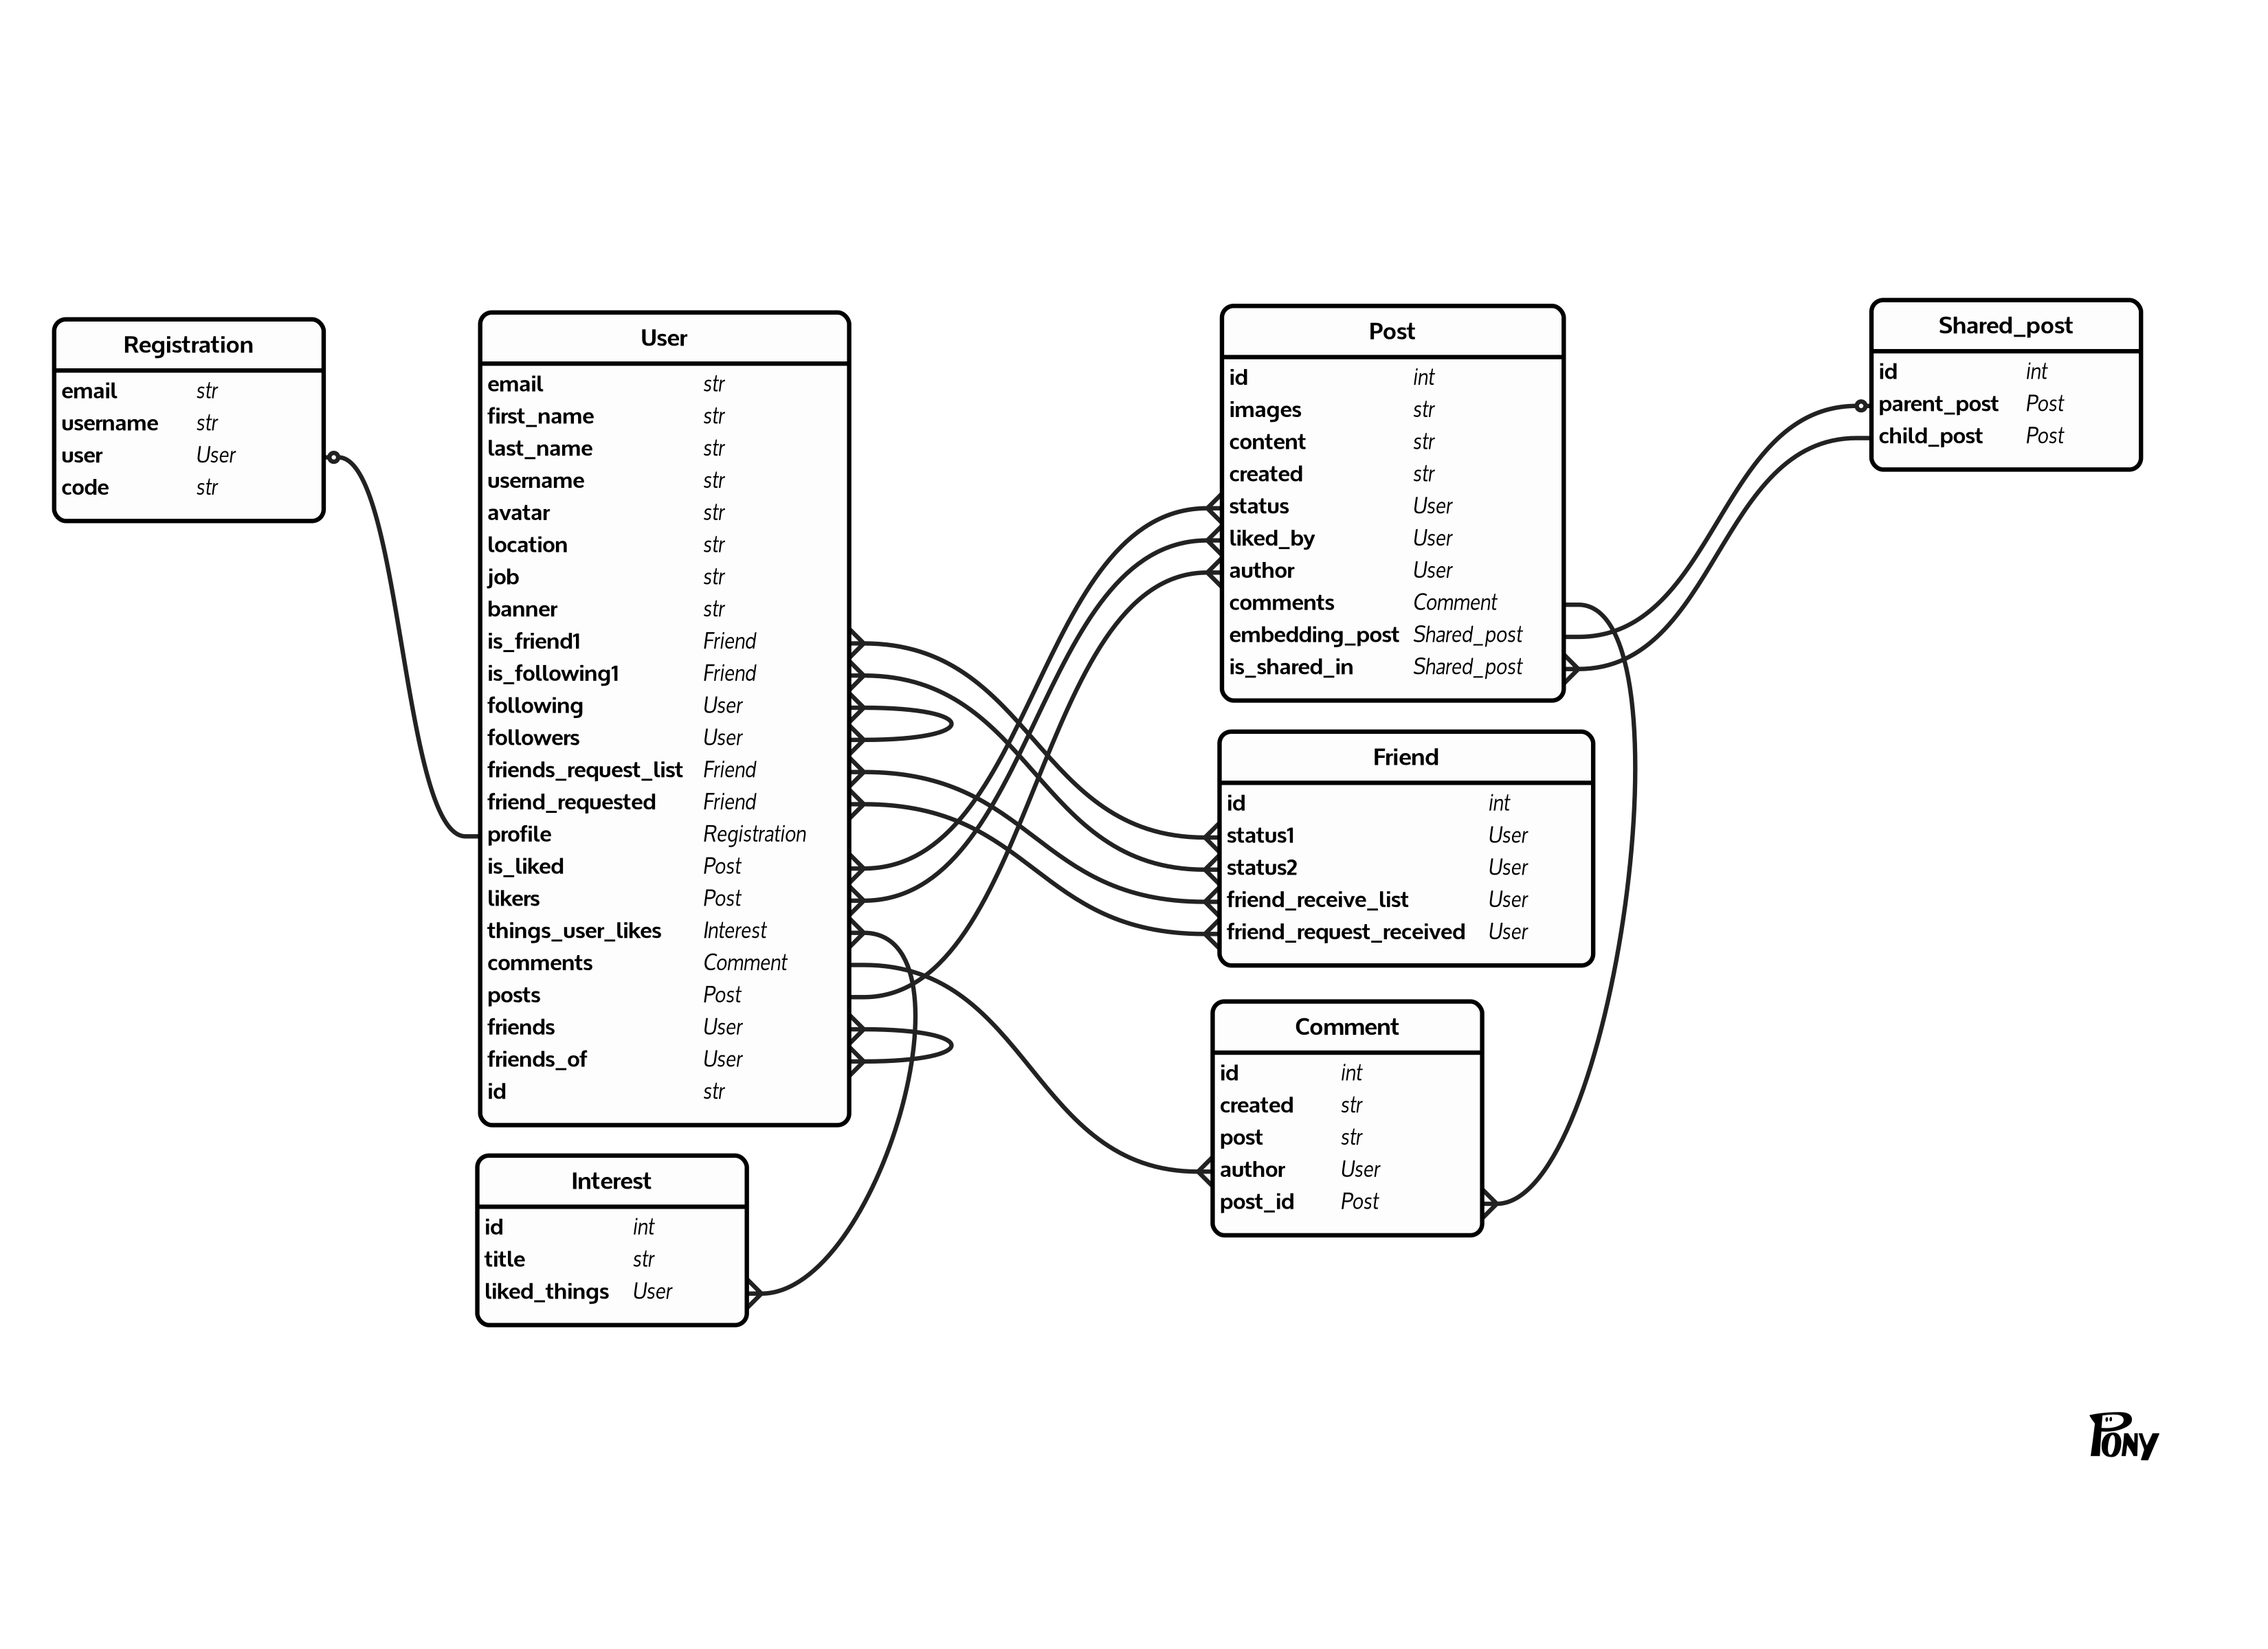 Registration
email str
username str
user User
code str
User
email str
first_name str
last_name str
username str
avatar str
location str
job str
banner str
is_friend1 Friend
is_following1 Friend
following User
followers User
friends_request_list Friend
friend_requested Friend
profile Registration
is_liked Post
likers Post
things_user_likes Interest
comments Comment
posts Post
friends User
friends_of User
id str
Interest
id int
title str
liked_things User
Post
id int
images str
content str
created str
status User
liked_by User
author User
comments Comment
embedding_post Shared_post
is_shared_in Shared_post
Friend
id int
status1 User
status2 User
friend_receive_list User
friend_request_received User
Comment
id int
created str
post str
author User
post_id Post
Shared_post
id int
parent_post Post
child_post Post
PONY